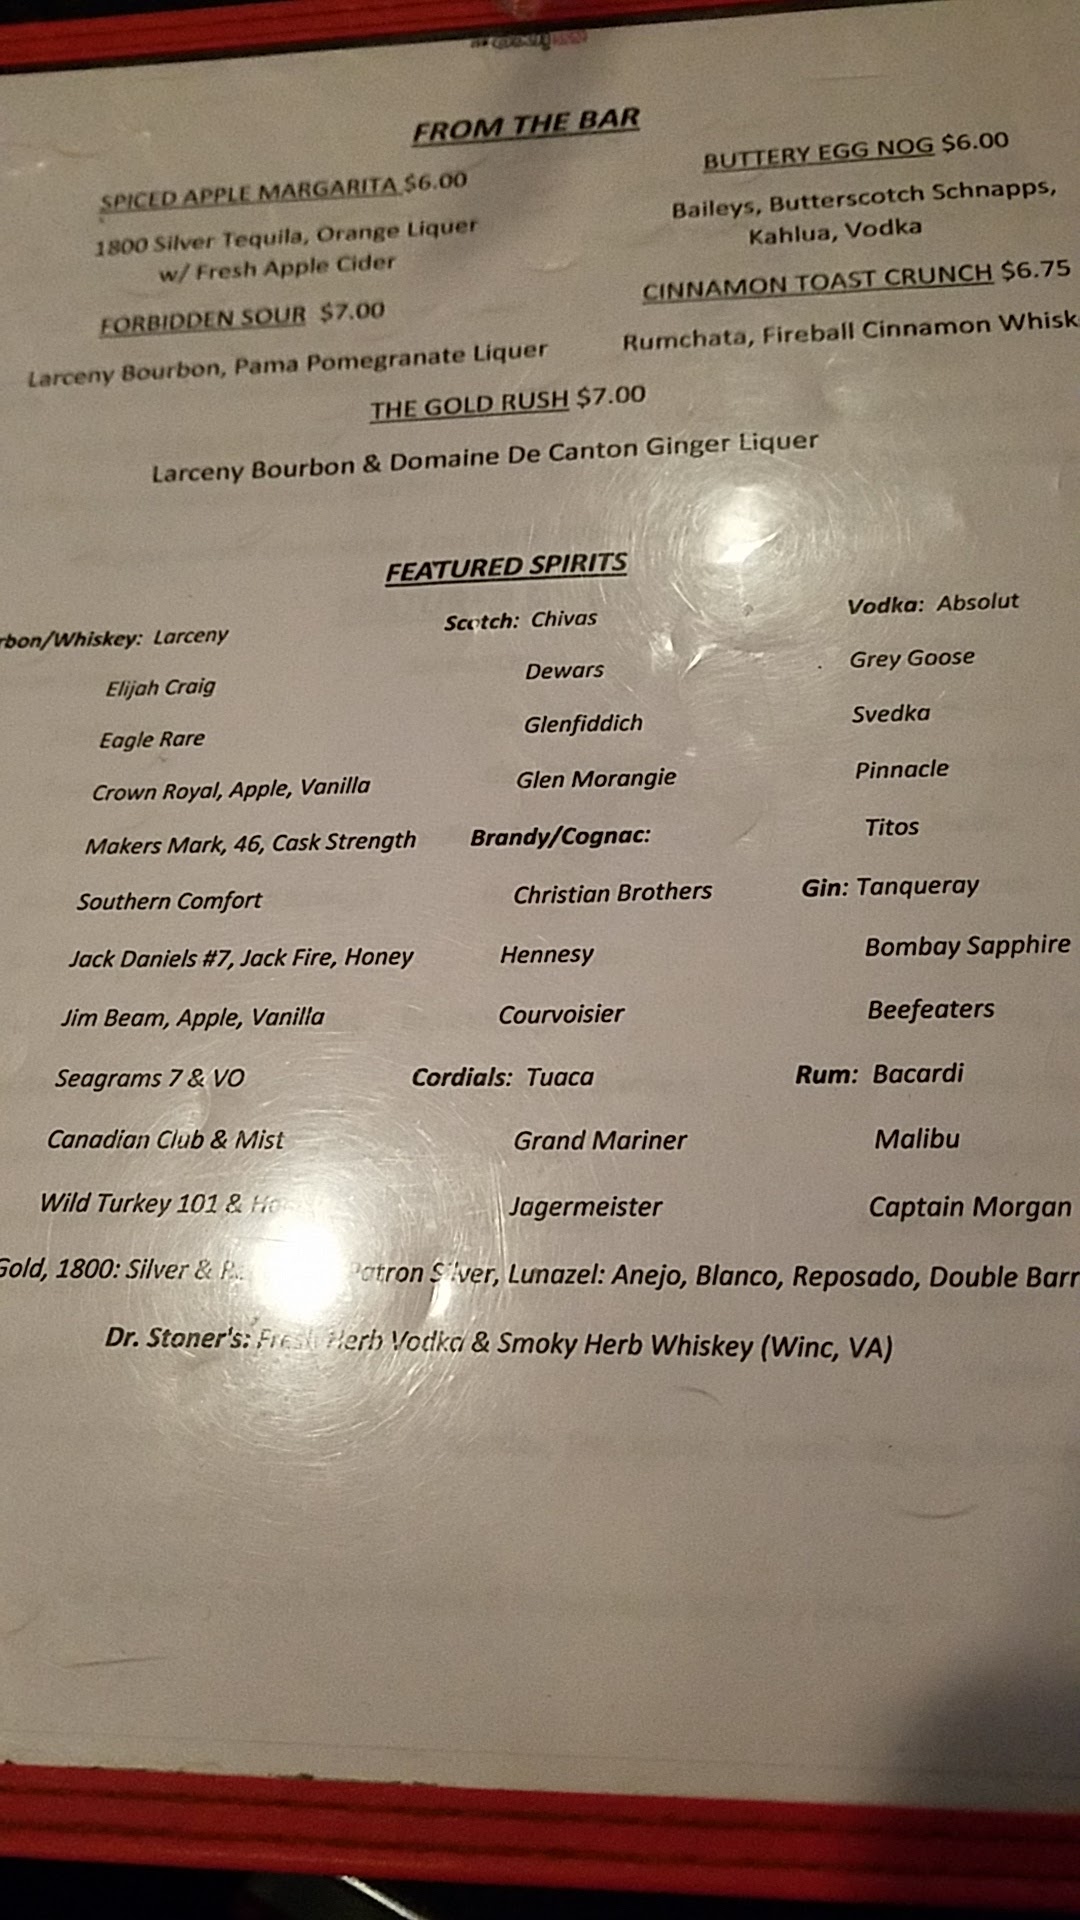 FROM THE BAR
SPICED APPLE MARGARITA $6.00
1800 Silver Tequila, Orange Liquer
w/ Fresh Apple Cider
FORBIDDEN SOUR $7.00
Larceny Bourbon, Pama Pomegranate Liquer
BUTTERY EGG NOG $6.00
Baileys, Butterscotch Schnapps,
Kahlua, Vodka
CINNAMON TOAST CRUNCH $6.75
Rumchata, Fireball Cinnamon Whisk
THE GOLD RUSH $7.00
Larceny Bourbon & Domaine De Canton Ginger Liquer
FEATURED SPIRITS
rbon/Whiskey: Larceny
Elijah Craig
Eagle Rare
Crown Royal, Apple, Vanilla
Makers Mark, 46, Cask Strength
Southern Comfort
Jack Daniels #7, Jack Fire, Honey
Jim Beam, Apple, Vanilla
Seagrams 7 & VO
Canadian Club & Mist
Wild Turkey 101 &
Scotch: Chivas
Dewars
Glenfiddich
Glen Morangie
Brandy/Cognac:
Christian Brothers
Hennesy
Courvoisier
Cordials: Tuaca
Grand Mariner
Jagermeister
Vodka: Absolut
Grey Goose
Svedka
Pinnacle
Titos
Gin: Tanqueray
Bombay Sapphire
Beefeaters
Rum: Bacardi
Malibu
Captain Morgan
Gold, 1800: Silver & Patron Silver, Lunazel: Anejo, Blanco, Reposado, Double Barr
Dr. Stoner's: Fresh Herb Vodka & Smoky Herb Whiskey (Winc, VA)